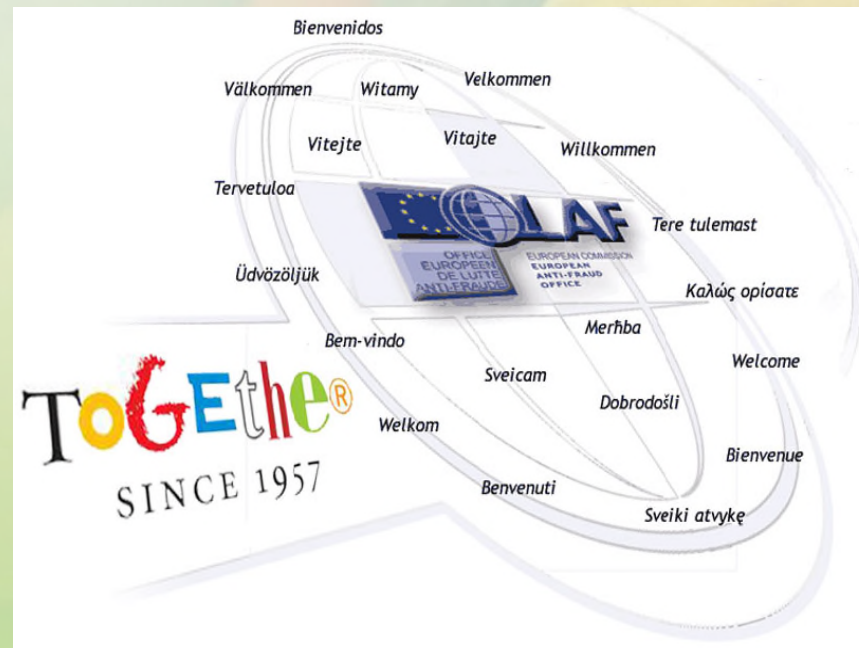 Bienvenidos
Välkommen
Witamy
Velkommen
Vitejte
Vitajte
Willkommen
Tervetuloa
OLAF
Tere tulemast
OFFICE
EUROPEEN
DE LUTTE
ANTI-FRAUDE
EUROPEAN COMMISSION
EUROPEAN
ANTI-FRAUD
OFFICE
Üdvözöljük
Καλώς ορίσατε
Bem-vindo
Merħba
Welcome
Sveicam
Dobrodošli
ToGEthe®
SINCE 1957
Welkom
Bienvenue
Benvenuti
Sveiki atvykę